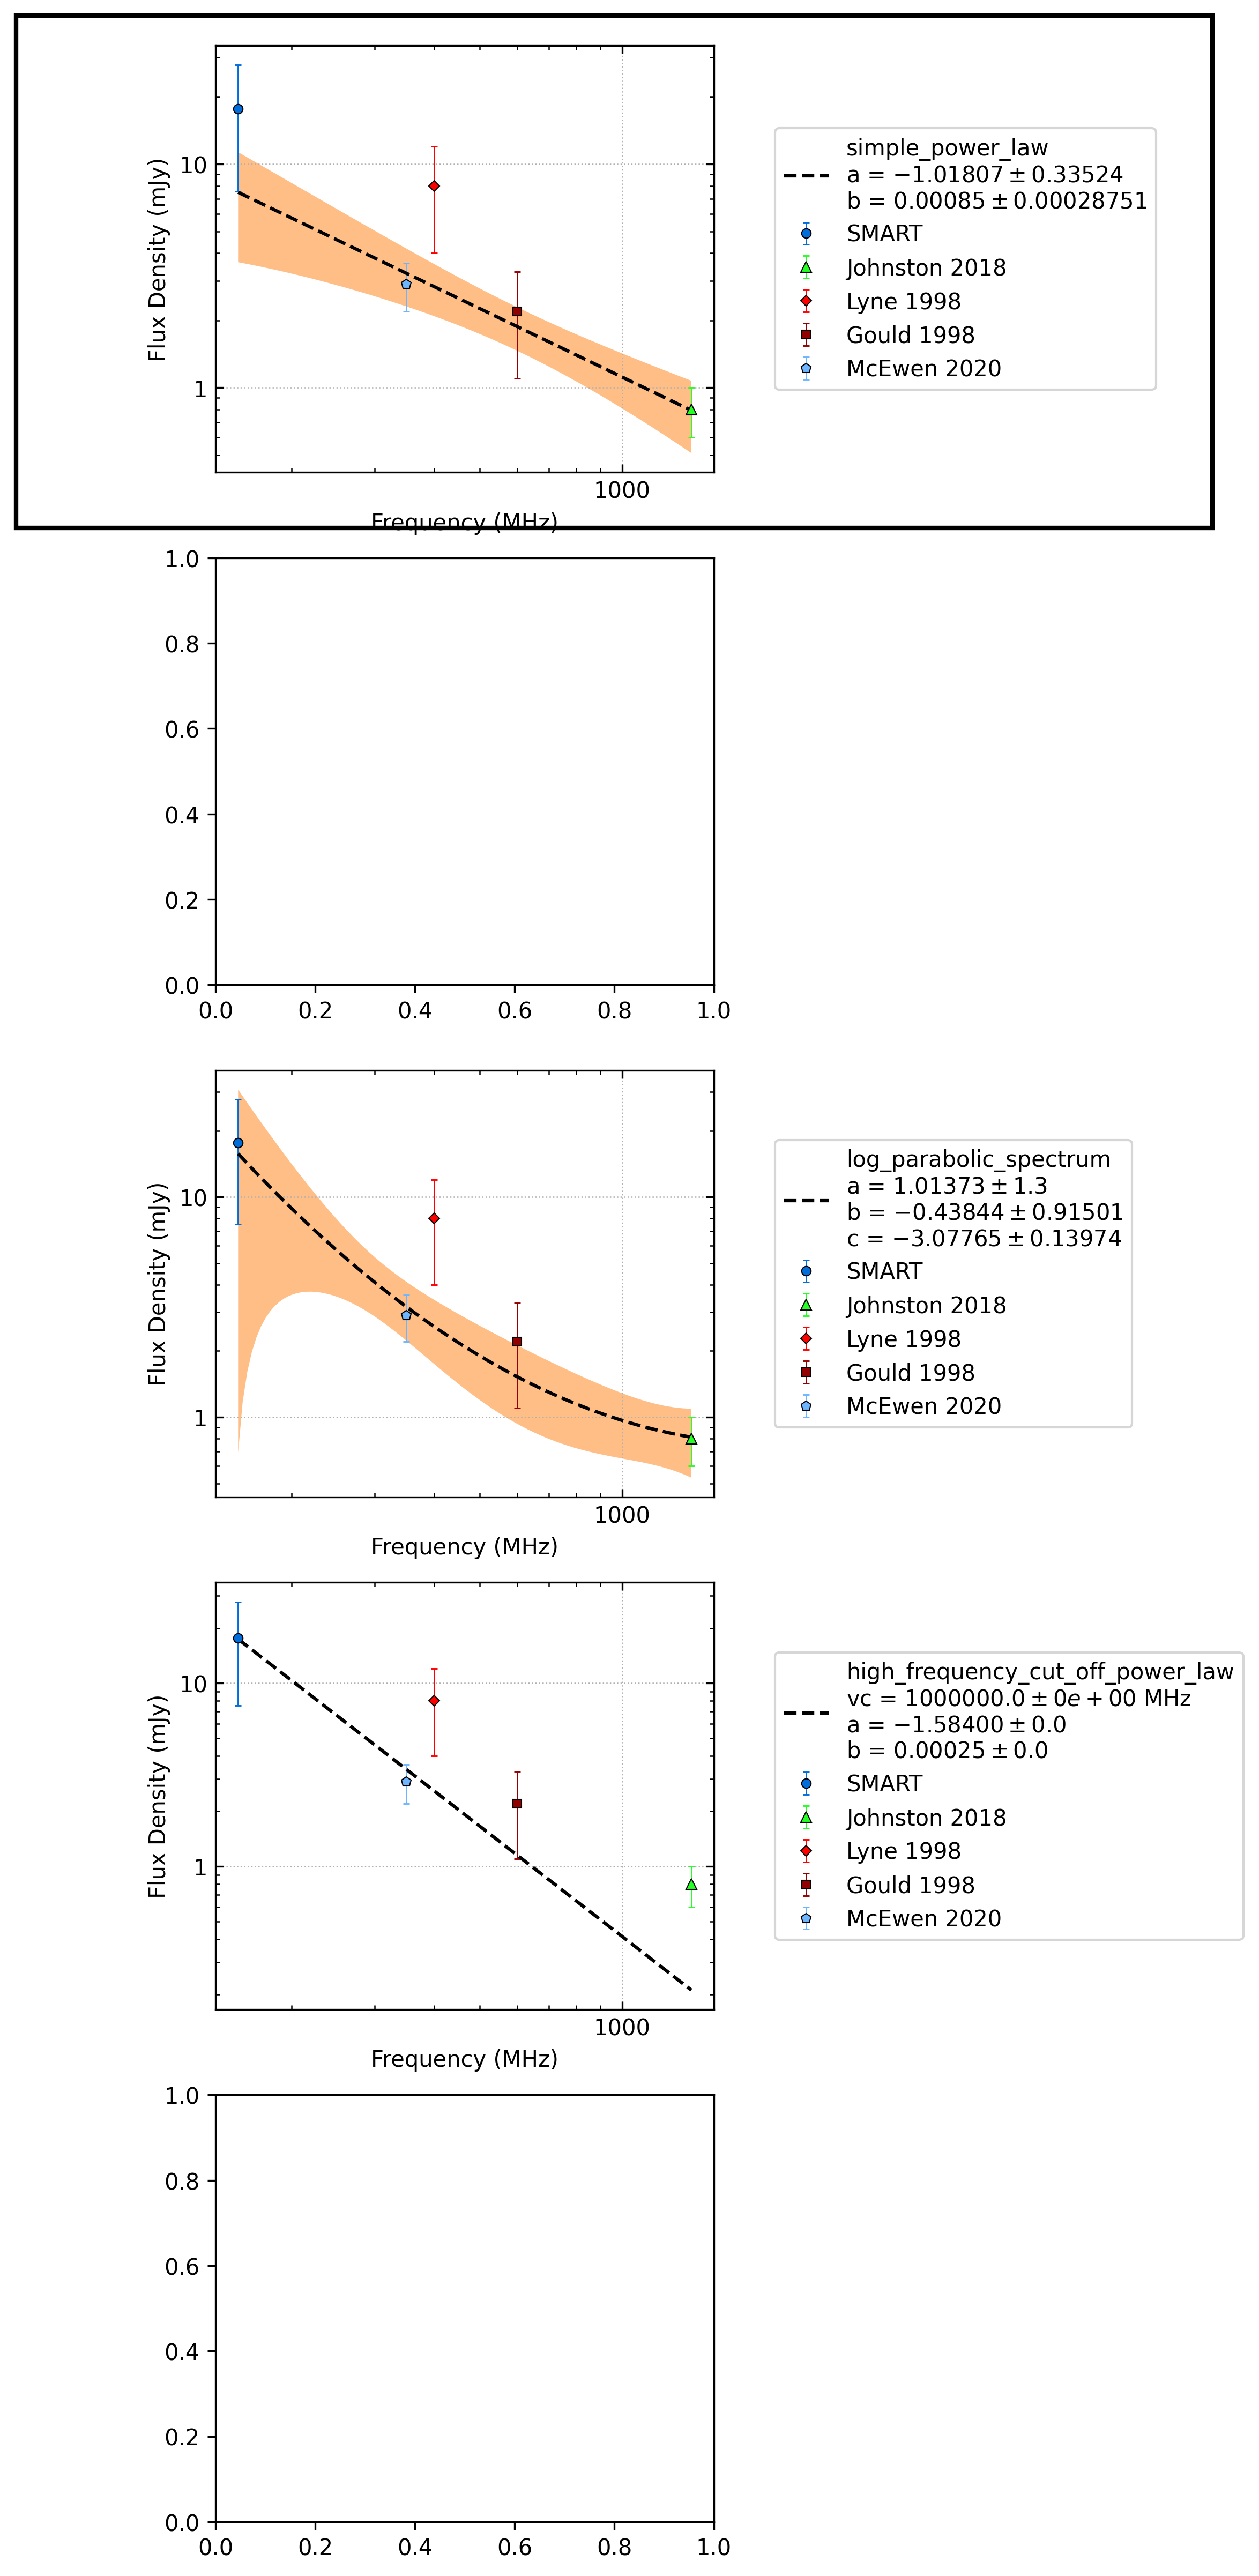 10
1
Flux Density (mJy)
1000
Frequency (MHz)
simple_power_law
a = −1.01807 ± 0.33524
b = 0.00085 ± 0.00028751
SMART
Johnston 2018
Lyne 1998
Gould 1998
McEwen 2020
1.0
0.8
0.6
0.4
0.2
0.0
0.0 0.2 0.4 0.6 0.8 1.0
10
1
Flux Density (mJy)
1000
Frequency (MHz)
log_parabolic_spectrum
a = 1.01373 ± 1.3
b = −0.43844 ± 0.91501
c = −3.07765 ± 0.13974
SMART
Johnston 2018
Lyne 1998
Gould 1998
McEwen 2020
10
1
Flux Density (mJy)
1000
Frequency (MHz)
high_frequency_cut_off_power_law
vc = 1000000.0 ± 0e + 00 MHz
a = −1.58400 ± 0.0
b = 0.00025 ± 0.0
SMART
Johnston 2018
Lyne 1998
Gould 1998
McEwen 2020
1.0
0.8
0.6
0.4
0.2
0.0
0.0 0.2 0.4 0.6 0.8 1.0